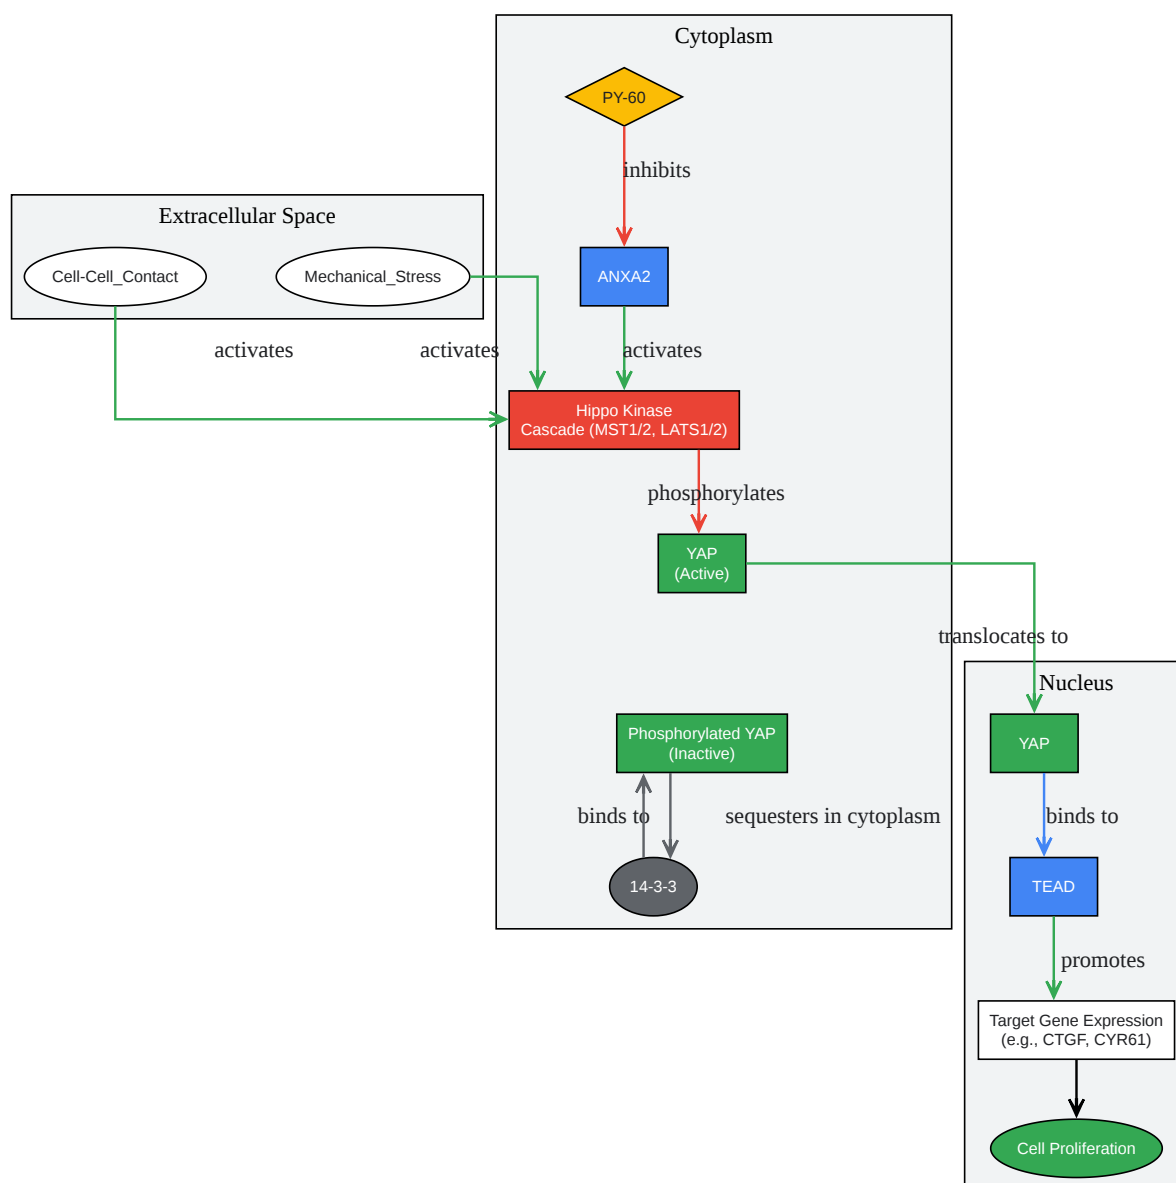 Cytoplasm
PY-60
inhibits
Extracellular Space
Cell-Cell_Contact
Mechanical_Stress
ANXA2
activates
activates
activates
Hippo Kinase
Cascade (MST1/2, LATS1/2)
phosphorylates
YAP
(Active)
translocates to
Nucleus
Phosphorylated YAP
(Inactive)
YAP
binds to
sequesters in cytoplasm
binds to
14-3-3
TEAD
promotes
Target Gene Expression
(e.g., CTGF, CYR61)
Cell Proliferation